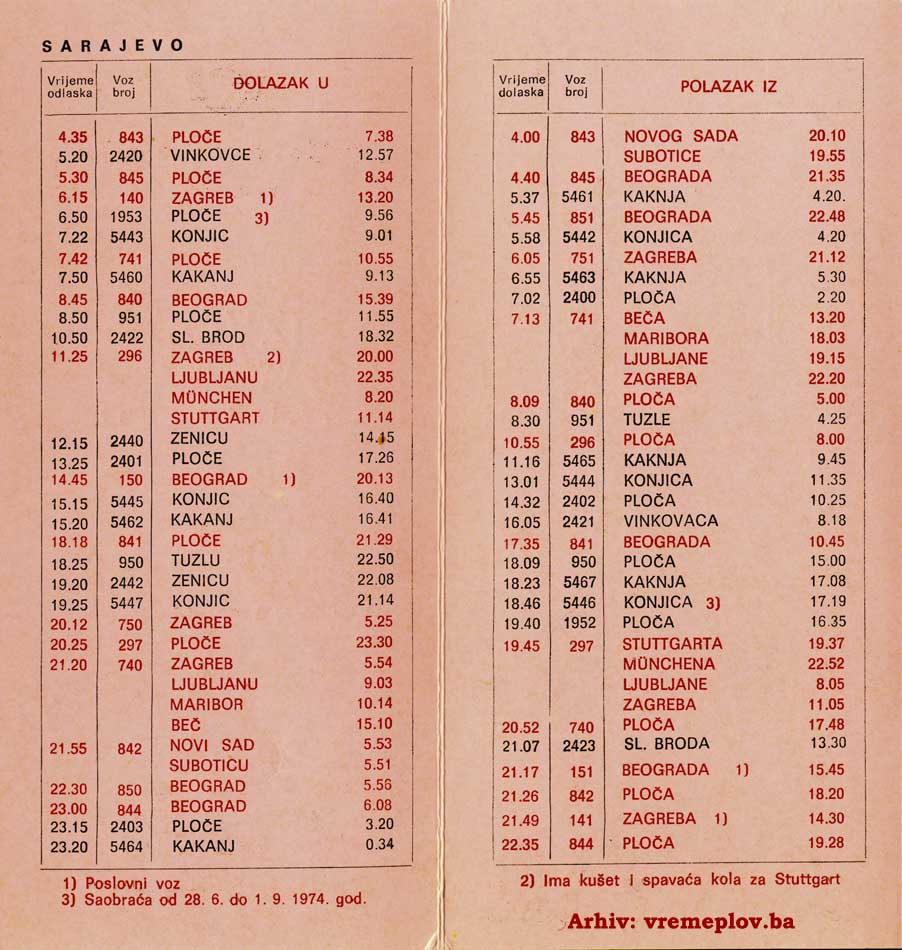 SARAJEVO
Vrijeme odlaska Voz broj DOLAZAK U
4.35 843 PLOČE 7.38
5.20 2420 VINKOVCE 12.57
5.30 845 PLOČE 8.34
6.15 140 ZAGREB 1) 13.20
6.50 1953 PLOČE 3) 9.56
7.22 5443 KONJIC 9.01
7.42 741 PLOČE 10.55
7.50 5460 KAKANJ 9.13
8.45 840 BEOGRAD 15.39
8.50 951 PLOČE 11.55
10.50 2422 SL. BROD 18.32
11.25 296 ZAGREB 2) 20.00
LJUBLJANU 22.35
MÜNCHEN 8.20
STUTTGART 11.14
12.15 2440 ZENICU 14.15
13.25 2401 PLOČE 17.26
14.45 150 BEOGRAD 1) 20.13
15.15 5445 KONJIC 16.40
15.20 5462 KAKANJ 16.41
18.18 841 PLOČE 21.29
18.25 950 TUZLU 22.50
19.20 2442 ZENICU 22.08
19.25 5447 KONJIC 21.14
20.12 750 ZAGREB 5.25
20.25 297 PLOČE 23.30
21.20 740 ZAGREB 5.54
LJUBLJANU 9.03
MARIBOR 10.14
BEČ 15.10
21.55 842 NOVI SAD 5.53
SUBOTICU 5.51
22.30 850 BEOGRAD 5.56
23.00 844 BEOGRAD 6.08
23.15 2403 PLOČE 3.20
23.20 5464 KAKANJ 0.34
1) Poslovni voz
3) Saobraća od 28. 6. do 1. 9. 1974. god.
Vrijeme dolaska Voz broj POLAZAK IZ
4.00 843 NOVOG SADA 20.10
SUBOTICE 19.55
4.40 845 BEOGRADA 21.35
5.37 5461 KAKNJA 4.20.
5.45 851 BEOGRADA 22.48
5.58 5442 KONJICA 4.20
6.05 751 ZAGREBA 21.12
6.55 5463 KAKNJA 5.30
7.02 2400 PLOČA 2.20
7.13 741 BEČA 13.20
MARIBORA 18.03
LJUBLJANE 19.15
ZAGREBA 22.20
8.09 840 PLOČA 5.00
8.30 951 TUZLE 4.25
10.55 296 PLOČA 8.00
11.16 5465 KAKNJA 9.45
13.01 5444 KONJICA 11.35
14.32 2402 PLOČA 10.25
16.05 2421 VINKOVACA 8.18
17.35 841 BEOGRADA 10.45
18.09 950 PLOČA 15.00
18.23 5467 KAKNJA 17.08
18.46 5446 KONJICA 3) 17.19
19.40 1952 PLOČA 16.35
19.45 297 STUTTGARTA 19.37
MÜNCHENA 22.52
LJUBLJANE 8.05
ZAGREBA 11.05
20.52 740 PLOČA 17.48
21.07 2423 SL. BRODA 13.30
21.17 151 BEOGRADA 1) 15.45
21.26 842 PLOČA 18.20
21.49 141 ZAGREBA 1) 14.30
22.35 844 PLOČA 19.28
2) Ima kušet i spavaća kola za Stuttgart
Arhiv: vremeplov.ba